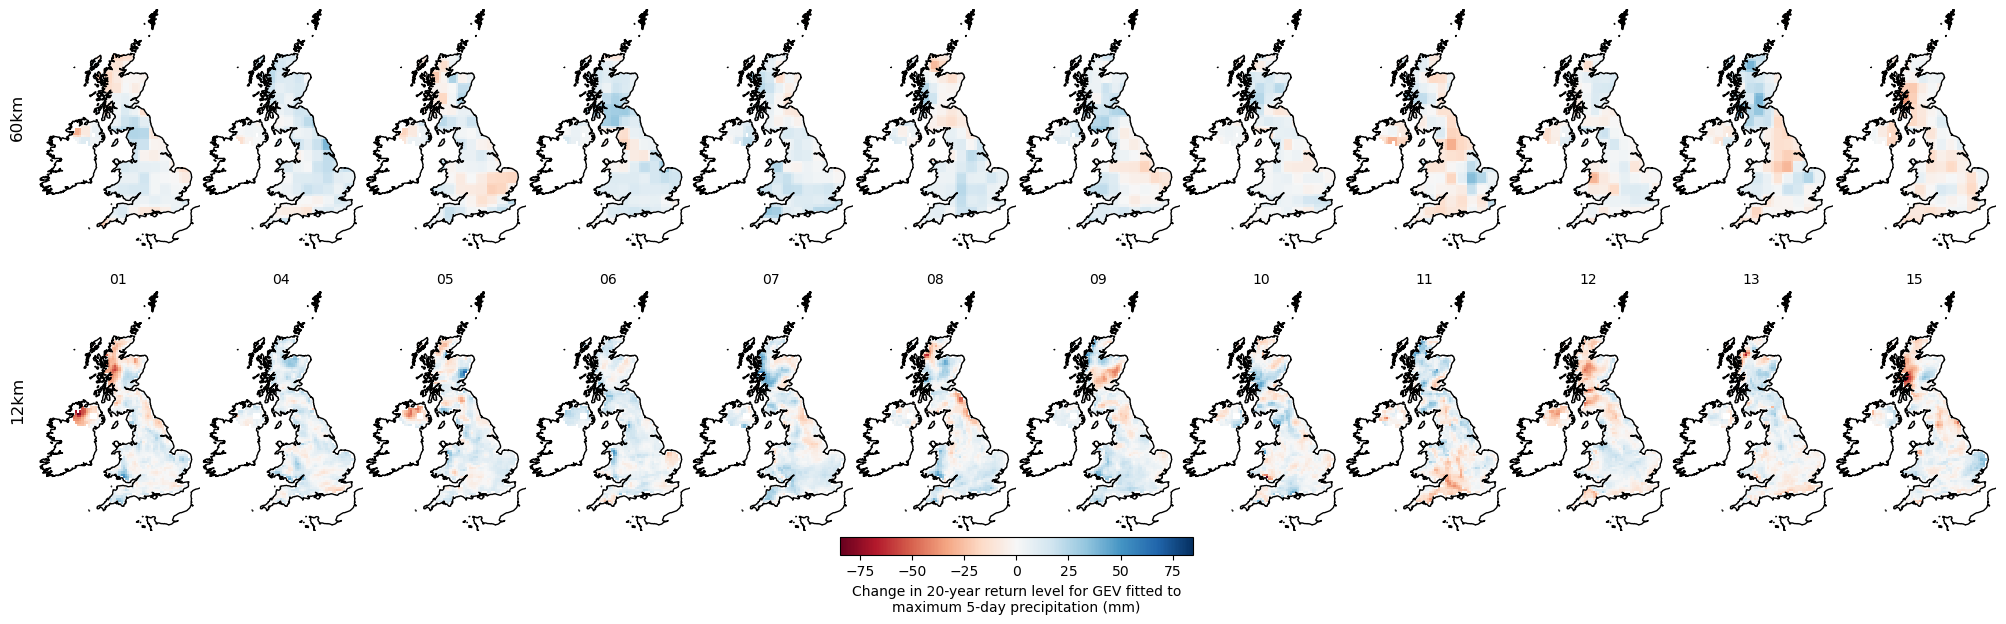 60km
01 04 05 06 07 08 09 10 11 12 13 15
12km
−75 −50 −25 0 25 50 75
Change in 20-year return level for GEV fitted to
maximum 5-day precipitation (mm)